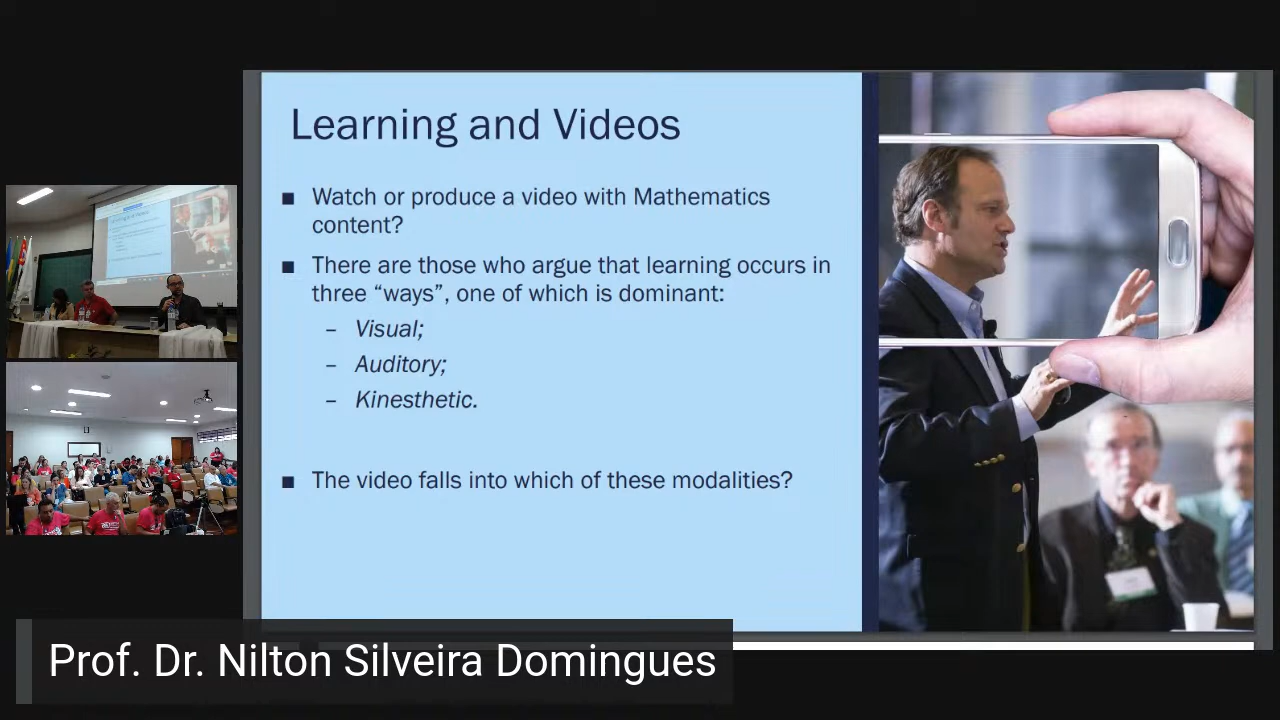 Learning and Videos
■ Watch or produce a video with Mathematics
content?
■ There are those who argue that learning occurs in
three “ways”, one of which is dominant:
– Visual;
– Auditory;
– Kinesthetic.
■ The video falls into which of these modalities?
Prof. Dr. Nilton Silveira Domingues